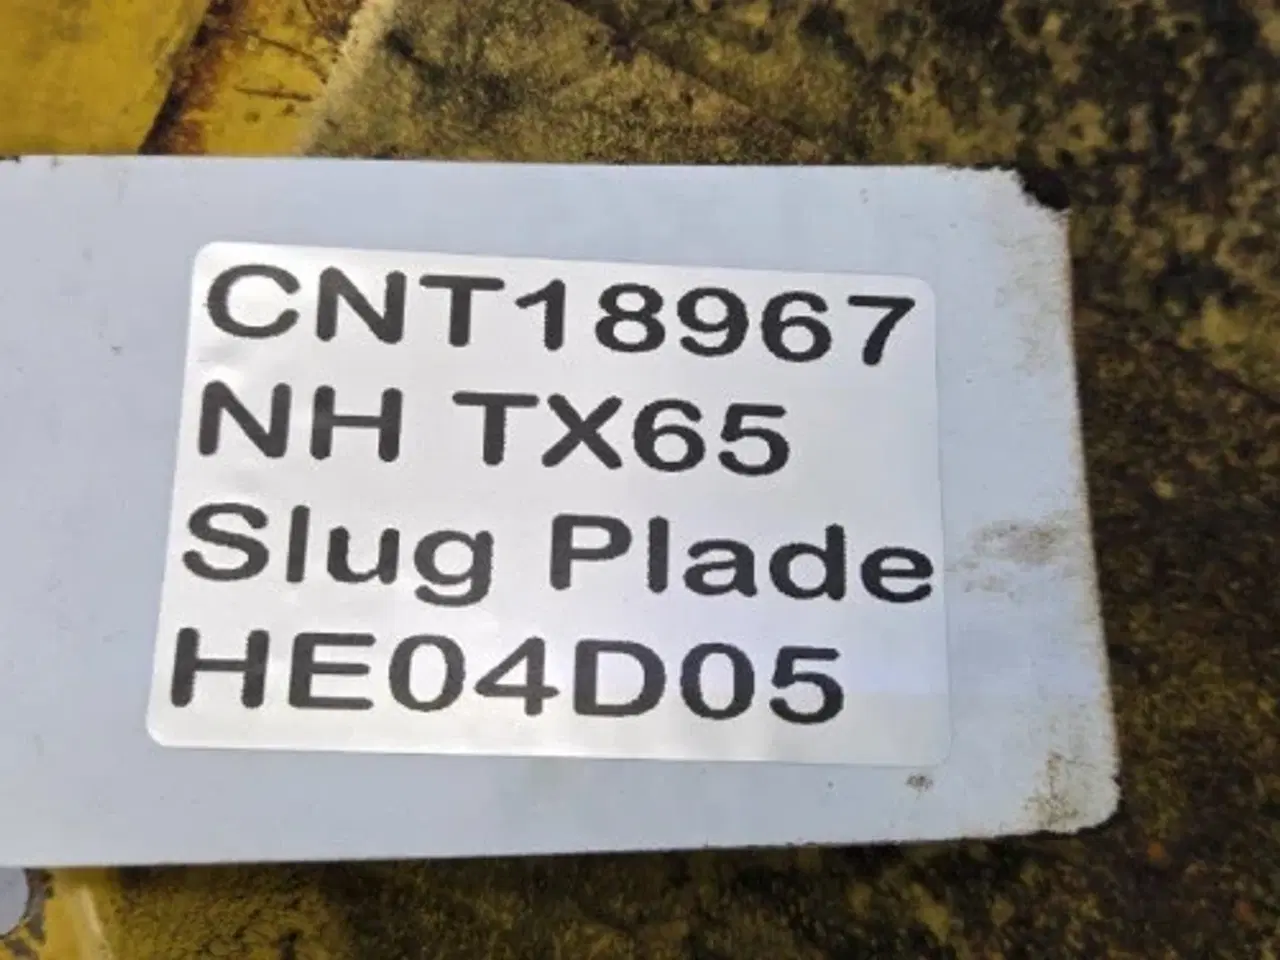 CNT18967
NH TX65
Slug Plade
HE04D05